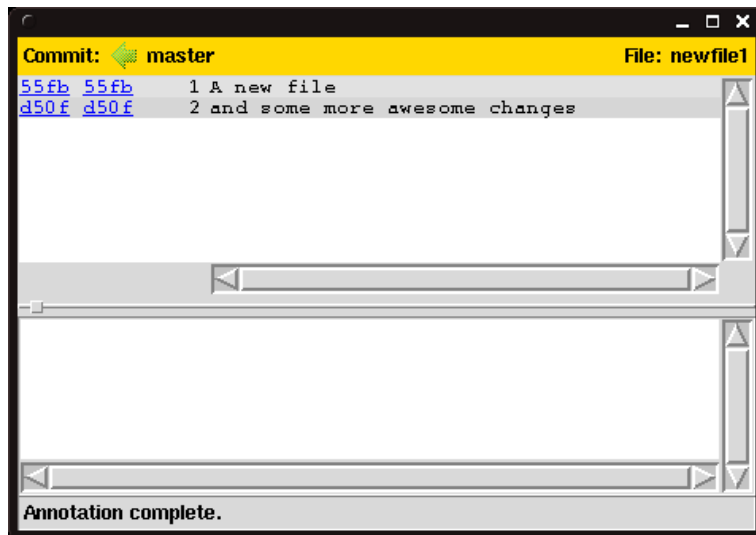 Commit: master File: newfile1
55fb 55fb 1 A new file
d50f d50f 2 and some more awesome changes
Annotation complete.